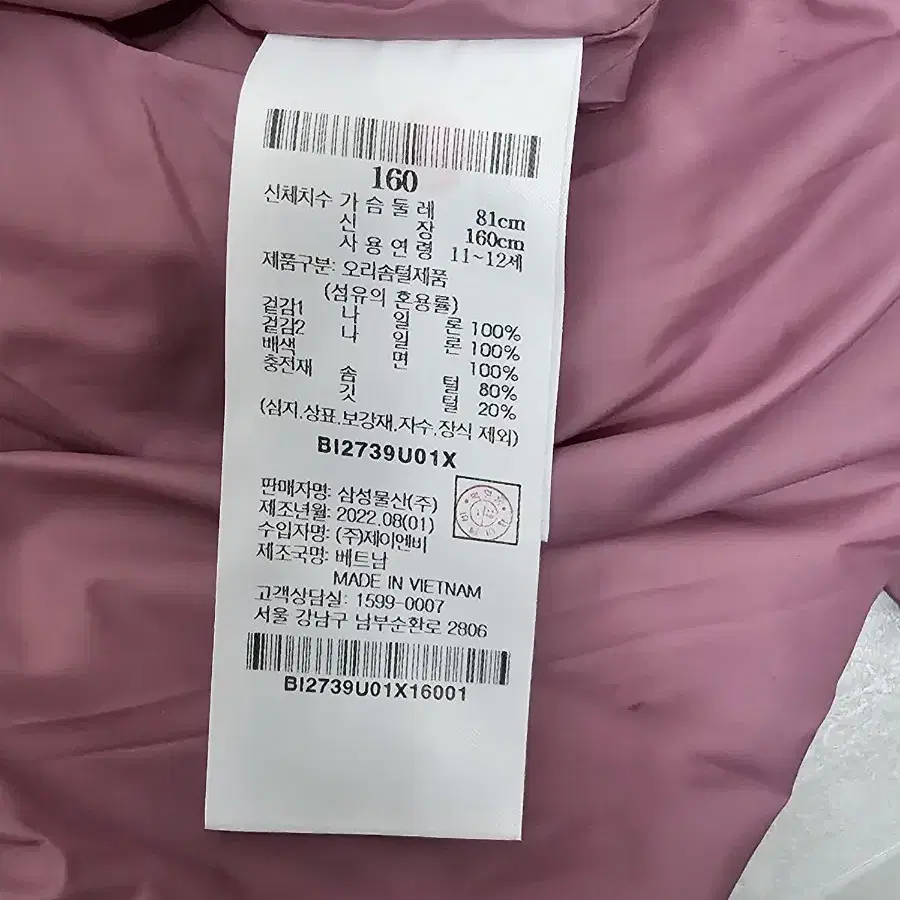 160
신체치수 가 슴 둘 레 81cm
신 장 160cm
사 용 연 령 11~12세
제품구분: 오리솜털제품
(섬유의 혼용률)
겉감1 나 일 론 100%
겉감2 나 일 론 100%
배색 면 100%
충전재 솜 털 80%
깃 털 20%
(심지.상표.보강재.자수.장식 제외)
BI2739U01X
판매자명: 삼성물산(주)
제조년월: 2022.08(01)
수입자명: (주)제이엔비
제조국명: 베트남
MADE IN VIETNAM
고객상담실: 1599-0007
서울 강남구 남부순환로 2806
BI2739U01X16001